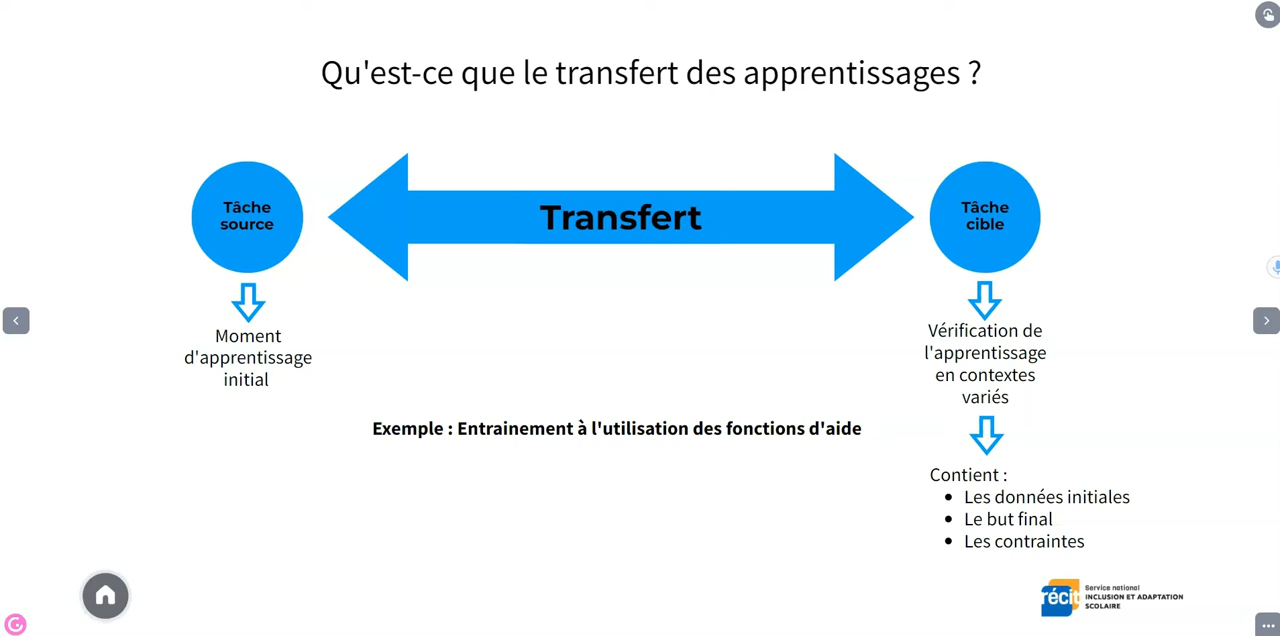 Qu'est-ce que le transfert des apprentissages ?
Tâche
source
Transfert
Tâche
cible
Moment
d'apprentissage
initial
Vérification de
l'apprentissage
en contextes
variés
Exemple : Entrainement à l'utilisation des fonctions d'aide
Contient :
Les données initiales
Le but final
Les contraintes
récit
Service national
INCLUSION ET ADAPTATION
SCOLAIRE